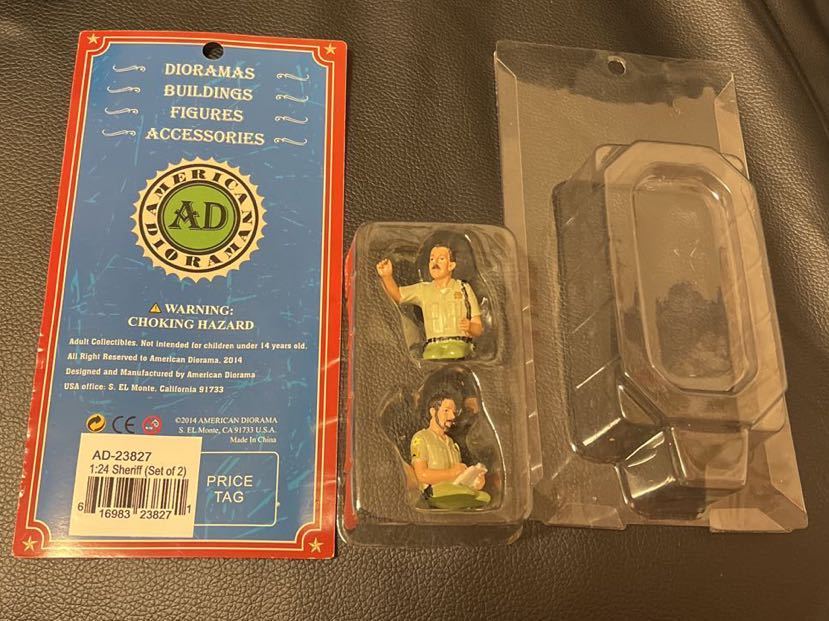 DIORAMAS
BUILDINGS
FIGURES
ACCESSORIES
AMERICAN
AD
DIORAMA
WARNING:
CHOKING HAZARD
Adult Collectibles. Not intended for children under 14 years old.
All Right Reserved to American Diorama. 2014
Designed and Manufactured by American Diorama
USA office: S. EL Monte. California 91733
CE
©2014 AMERICAN DIORAMA
S. EL Monte, CA 91733 U.S.A.
Made In China
AD-23827
1:24 Sheriff (Set of 2)
6 16983 23827 1
PRICE
TAG